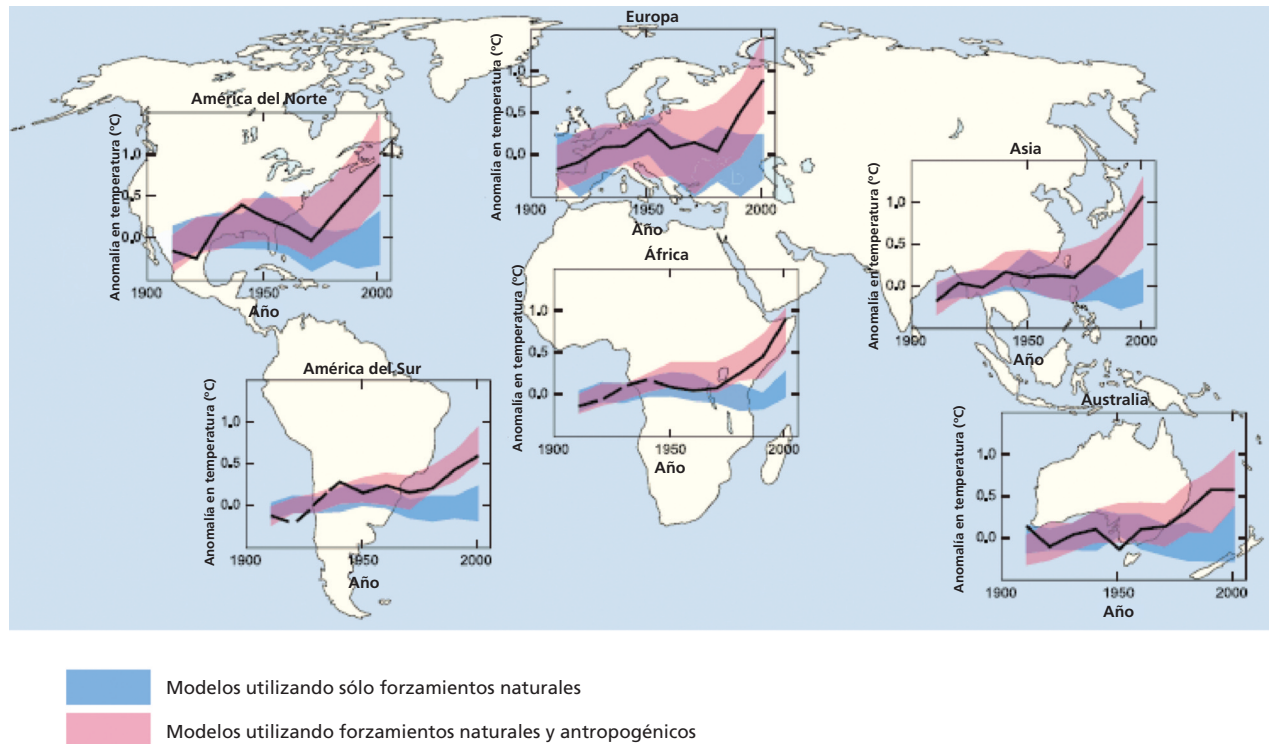 Europa
Anomalía en temperatura (°C)
1.0
0.5
0.0
1900
1950
2000
Año
América del Norte
Anomalía en temperatura (°C)
1.0
0.5
0.0
1900
1950
2000
Año
Asia
Anomalía en temperatura (°C)
1.0
0.5
0.0
1900
1950
2000
Año
África
Anomalía en temperatura (°C)
1.0
0.5
0.0
1900
1950
2000
Año
América del Sur
Anomalía en temperatura (°C)
1.0
0.5
0.0
1900
1950
2000
Año
Australia
Anomalía en temperatura (°C)
1.0
0.5
0.0
1900
1950
2000
Año
Modelos utilizando sólo forzamientos naturales
Modelos utilizando forzamientos naturales y antropogénicos